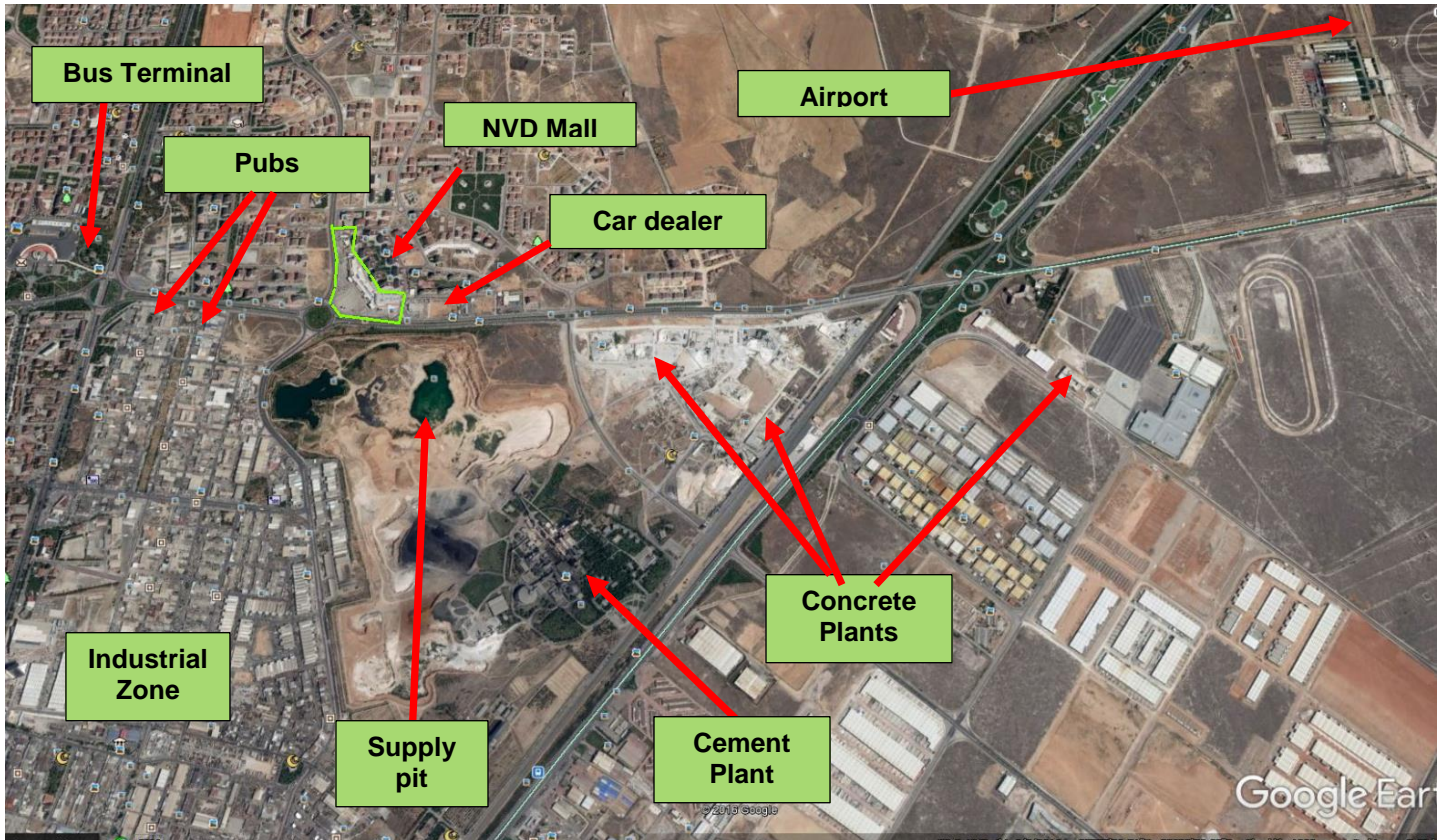 Bus Terminal
Airport
NVD Mall
Pubs
Car dealer
Concrete
Plants
Industrial
Zone
Supply
pit
Cement
Plant
© 2016 Google
Google Eart